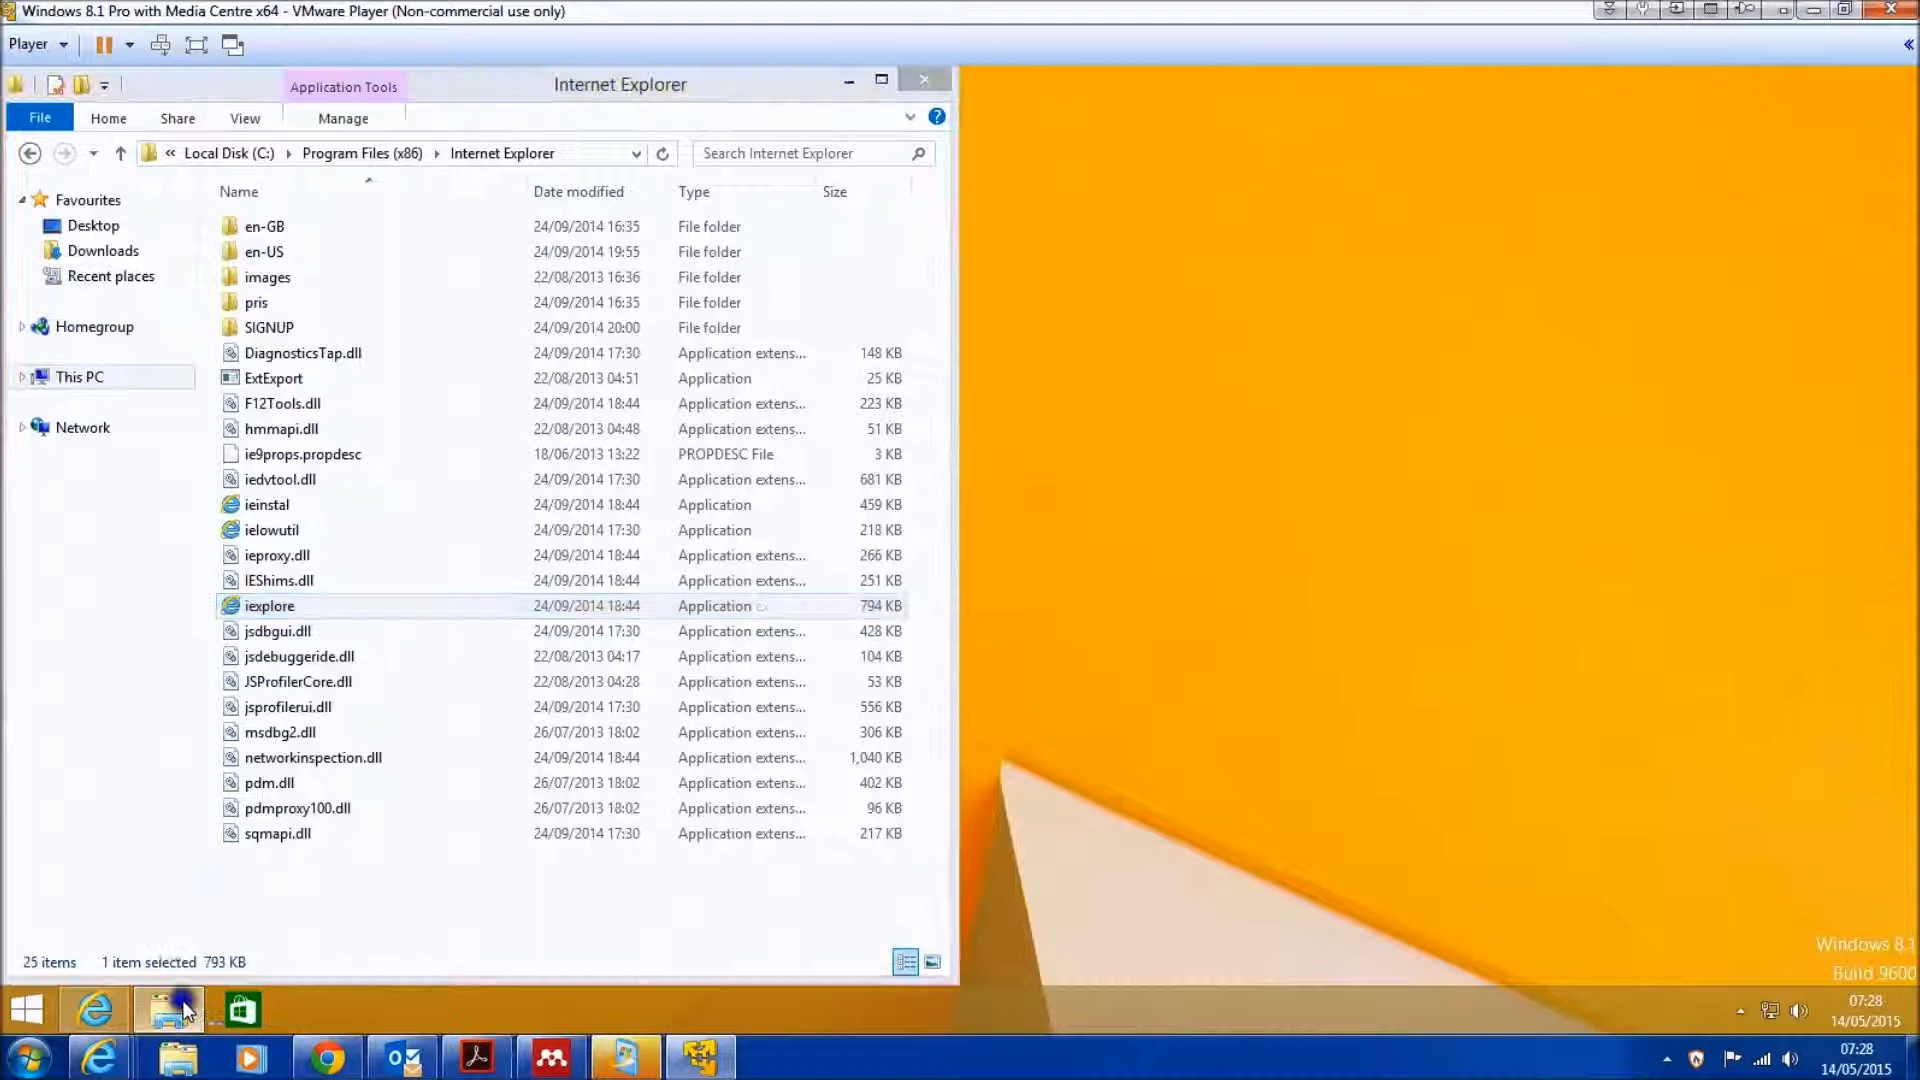 Windows 8.1 Pro with Media Centre x64 - VMware Player (Non-commercial use only)
Player
Application Tools
Internet Explorer
File
Home
Share
View
Manage
« Local Disk (C:) Program Files (x86) Internet Explorer
Search Internet Explorer
Name Date modified Type Size
Favourites
Desktop
Downloads
Recent places
Homegroup
This PC
Network
en-GB 24/09/2014 16:35 File folder
en-US 24/09/2014 19:55 File folder
images 22/08/2013 16:36 File folder
pris 24/09/2014 16:35 File folder
SIGNUP 24/09/2014 20:00 File folder
DiagnosticsTap.dll 24/09/2014 17:30 Application extens... 148 KB
ExtExport 22/08/2013 04:51 Application 25 KB
F12Tools.dll 24/09/2014 18:44 Application extens... 223 KB
hmmapi.dll 22/08/2013 04:48 Application extens... 51 KB
ie9props.propdesc 18/06/2013 13:22 PROPDESC File 3 KB
iedvtool.dll 24/09/2014 17:30 Application extens... 681 KB
ieinstal 24/09/2014 18:44 Application 459 KB
ielowutil 24/09/2014 17:30 Application 218 KB
ieproxy.dll 24/09/2014 18:44 Application extens... 266 KB
IEShims.dll 24/09/2014 18:44 Application extens... 251 KB
iexplore 24/09/2014 18:44 Application 794 KB
jsdbgui.dll 24/09/2014 17:30 Application extens... 428 KB
jsdebuggeride.dll 22/08/2013 04:17 Application extens... 104 KB
JSProfilerCore.dll 22/08/2013 04:28 Application extens... 53 KB
jsprofilerui.dll 24/09/2014 17:30 Application extens... 556 KB
msdbg2.dll 26/07/2013 18:02 Application extens... 306 KB
networkinspection.dll 24/09/2014 18:44 Application extens... 1,040 KB
pdm.dll 26/07/2013 18:02 Application extens... 402 KB
pdmproxy100.dll 26/07/2013 18:02 Application extens... 96 KB
sqmapi.dll 24/09/2014 17:30 Application extens... 217 KB
25 items 1 item selected 793 KB
Windows 8.1
Build 9600
07:28
14/05/2015
07:28
14/05/2015